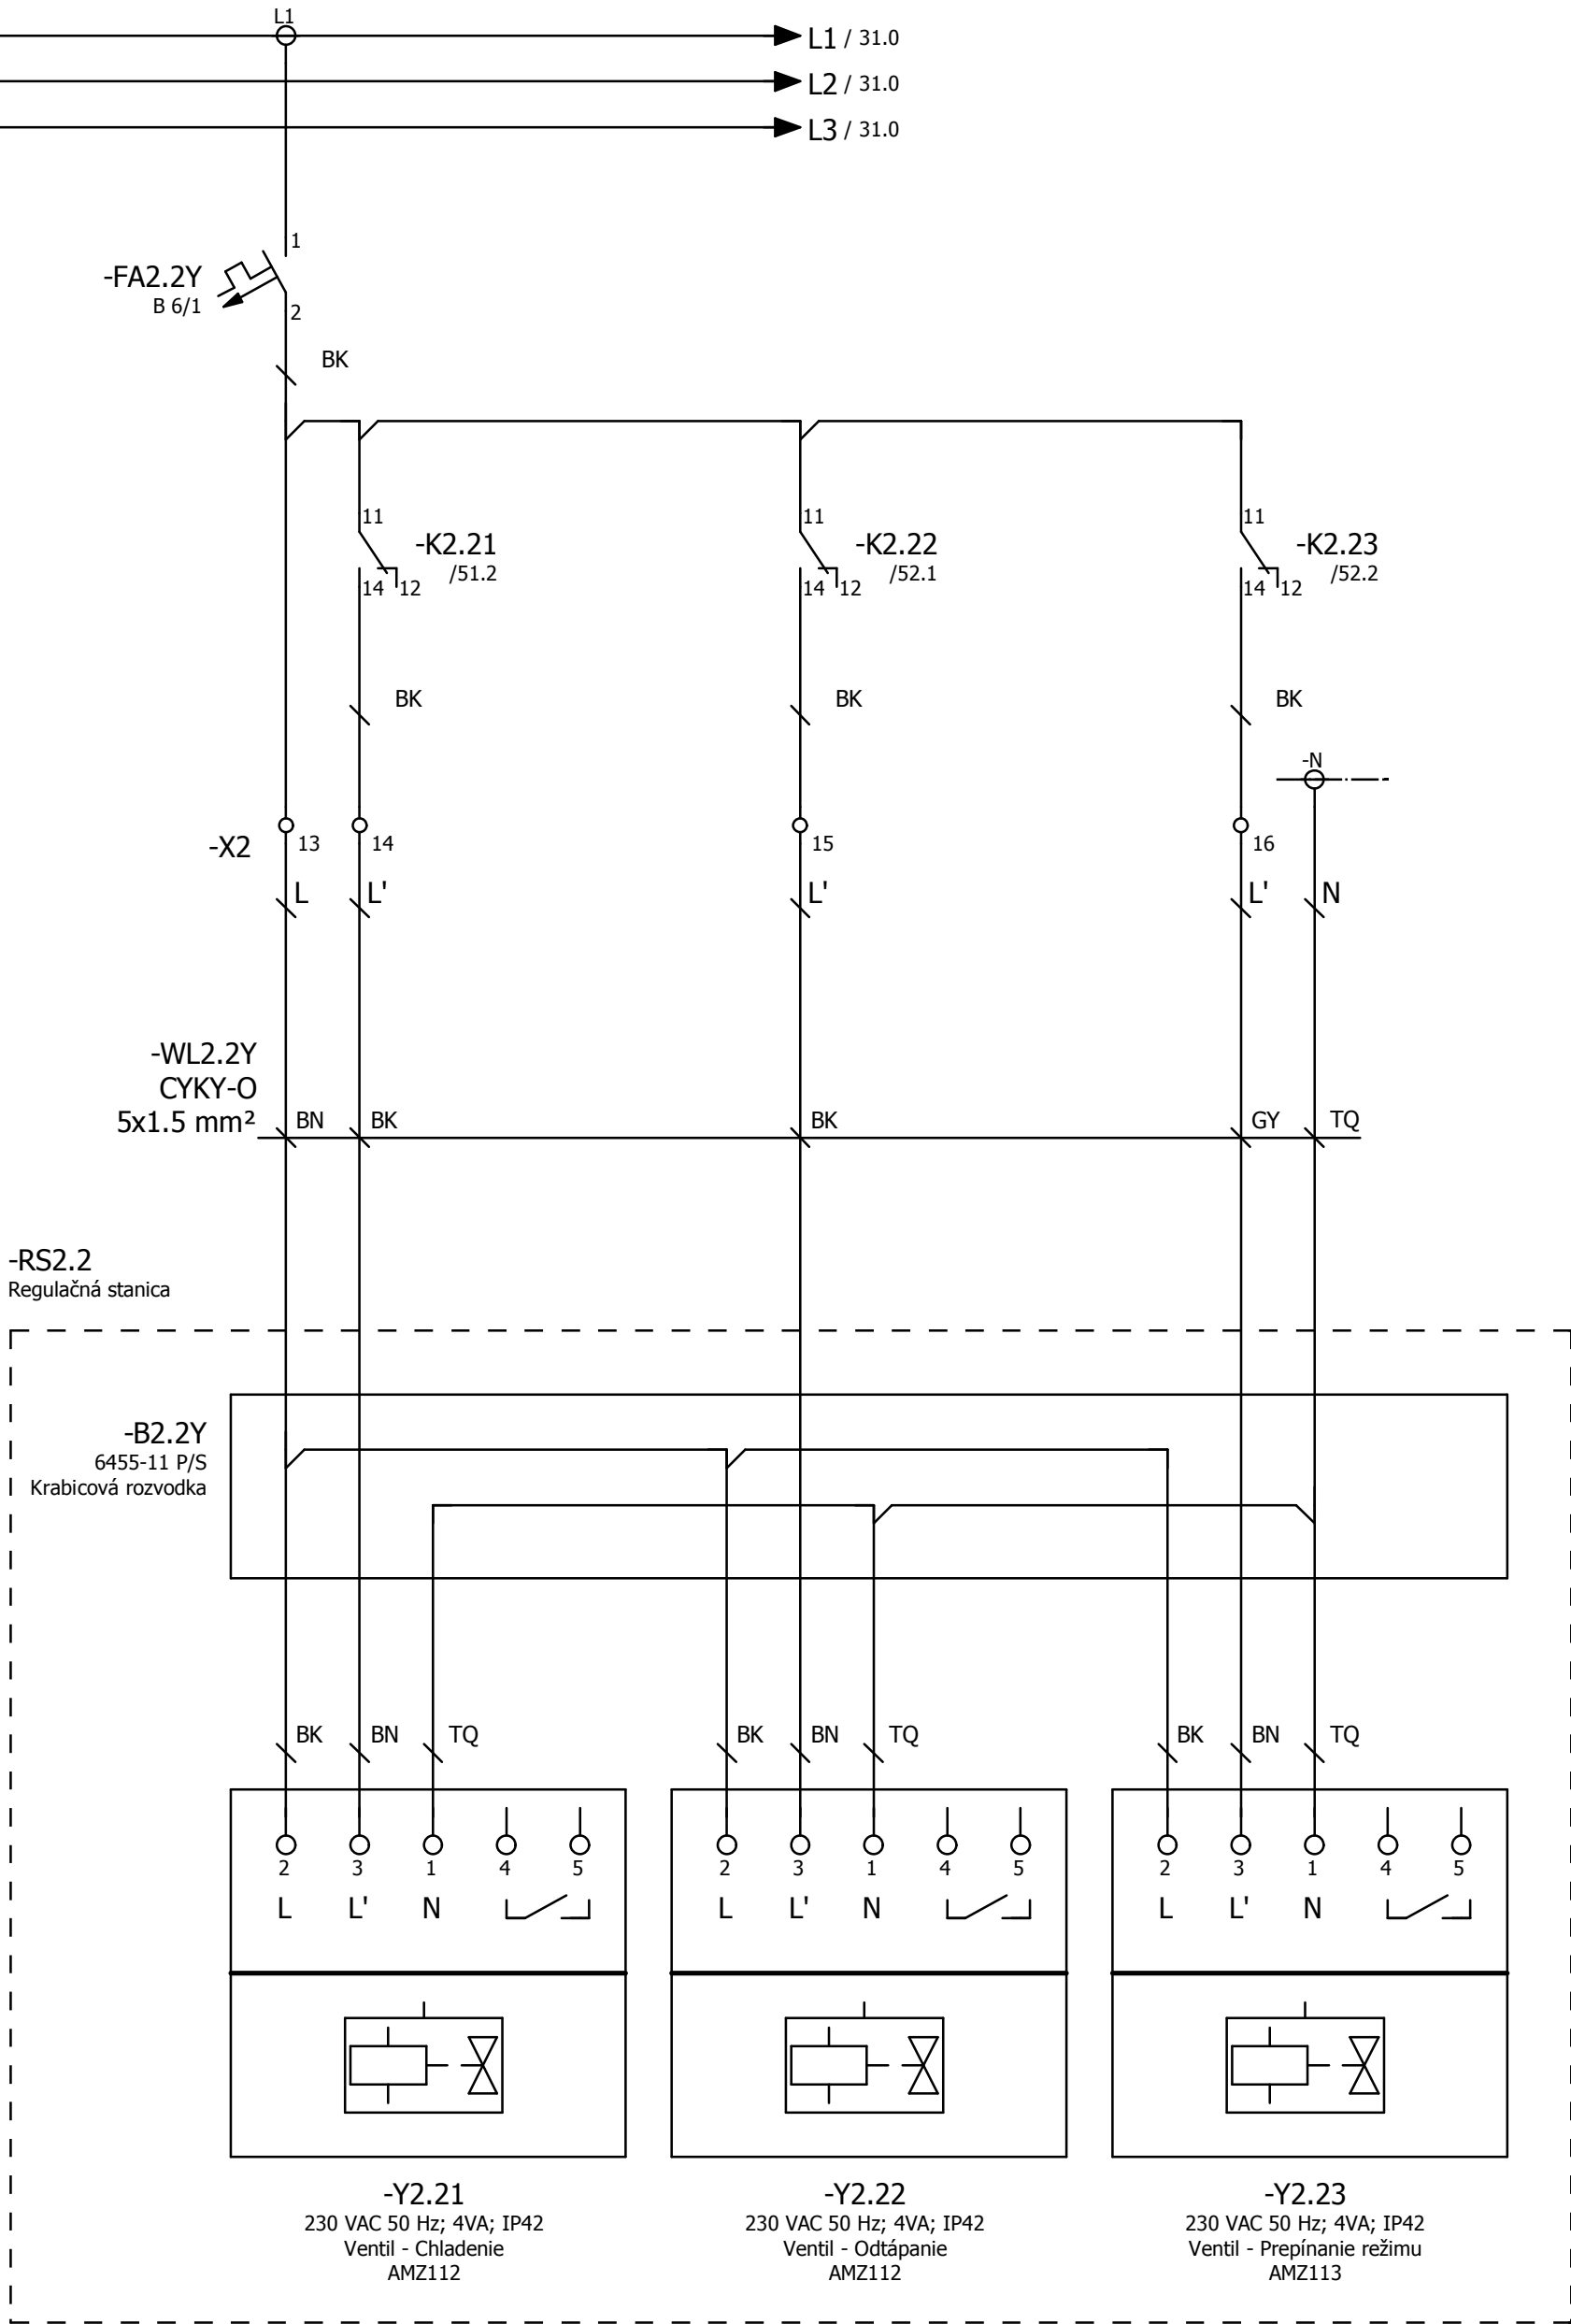 L1
L1 / 31.0
L2 / 31.0
L3 / 31.0
1
-FA2.2Y
B 6/1
2
BK
11 11 11
-K2.21 -K2.22 -K2.23
/51.2 /52.1 /52.2
14 12 14 12 14 12
BK BK BK
-N
-X2 13 14 15 16
L L' L' L' N
-WL2.2Y
CYKY-O
5x1.5 mm² BN BK BK GY TQ
-RS2.2
Regulačná stanica
-B2.2Y
6455-11 P/S
Krabicová rozvodka
BK BN TQ BK BN TQ BK BN TQ
2 3 1 4 5 2 3 1 4 5 2 3 1 4 5
L L' N L L' N L L' N
-Y2.21
230 VAC 50 Hz; 4VA; IP42
Ventil - Chladenie
AMZ112
-Y2.22
230 VAC 50 Hz; 4VA; IP42
Ventil - Odtápanie
AMZ112
-Y2.23
230 VAC 50 Hz; 4VA; IP42
Ventil - Prepínanie režimu
AMZ113